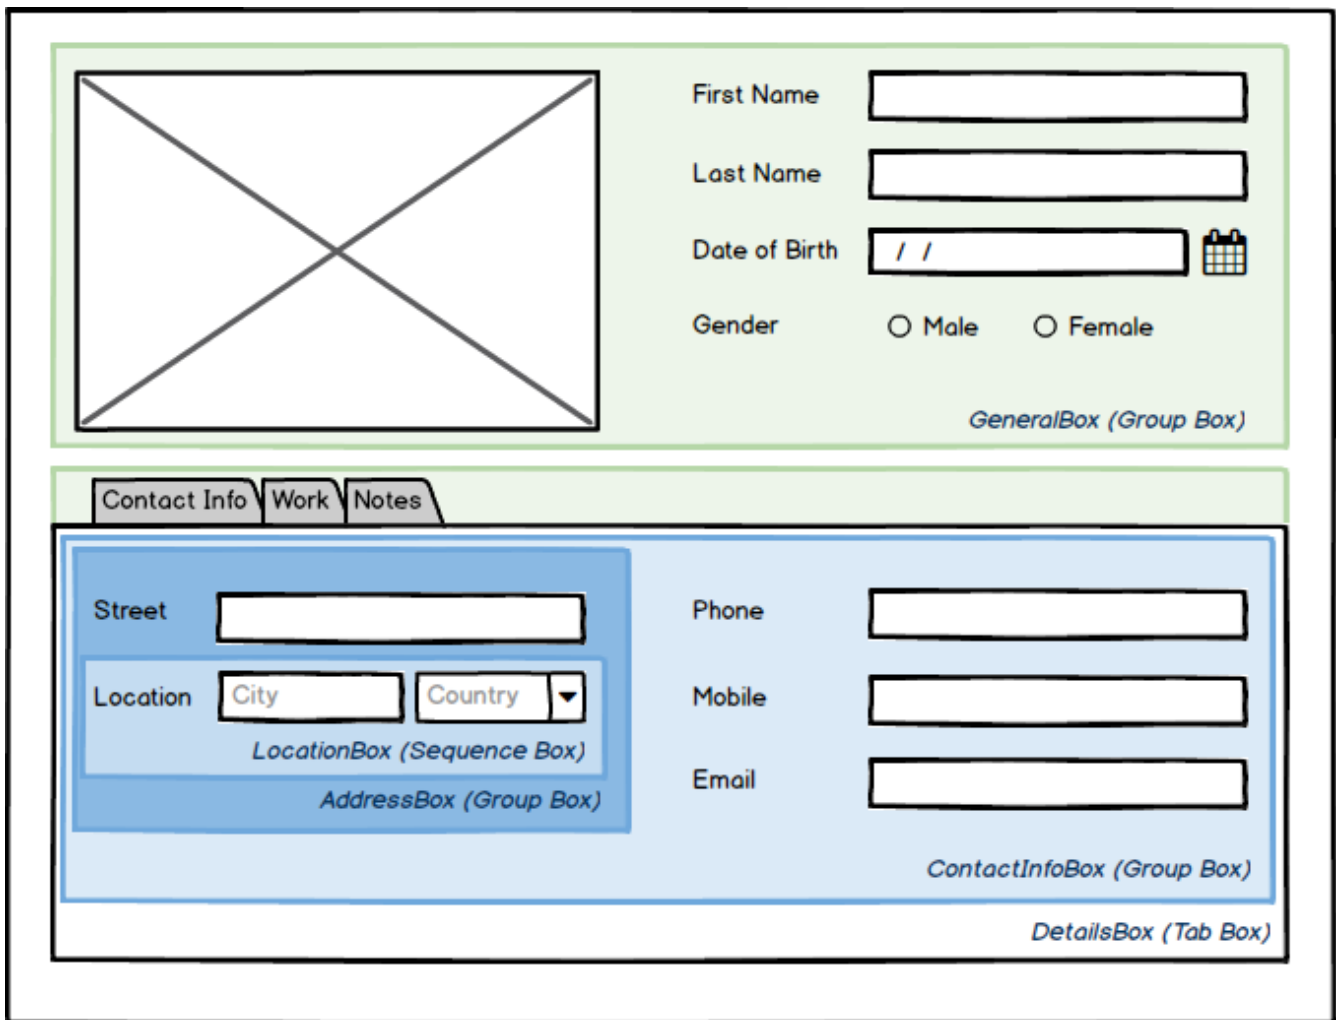 First Name
Last Name
Date of Birth / /
Gender Male Female
GeneralBox (Group Box)
Contact Info Work Notes
Street
Location City Country
LocationBox (Sequence Box)
AddressBox (Group Box)
Phone
Mobile
Email
ContactInfoBox (Group Box)
DetailsBox (Tab Box)